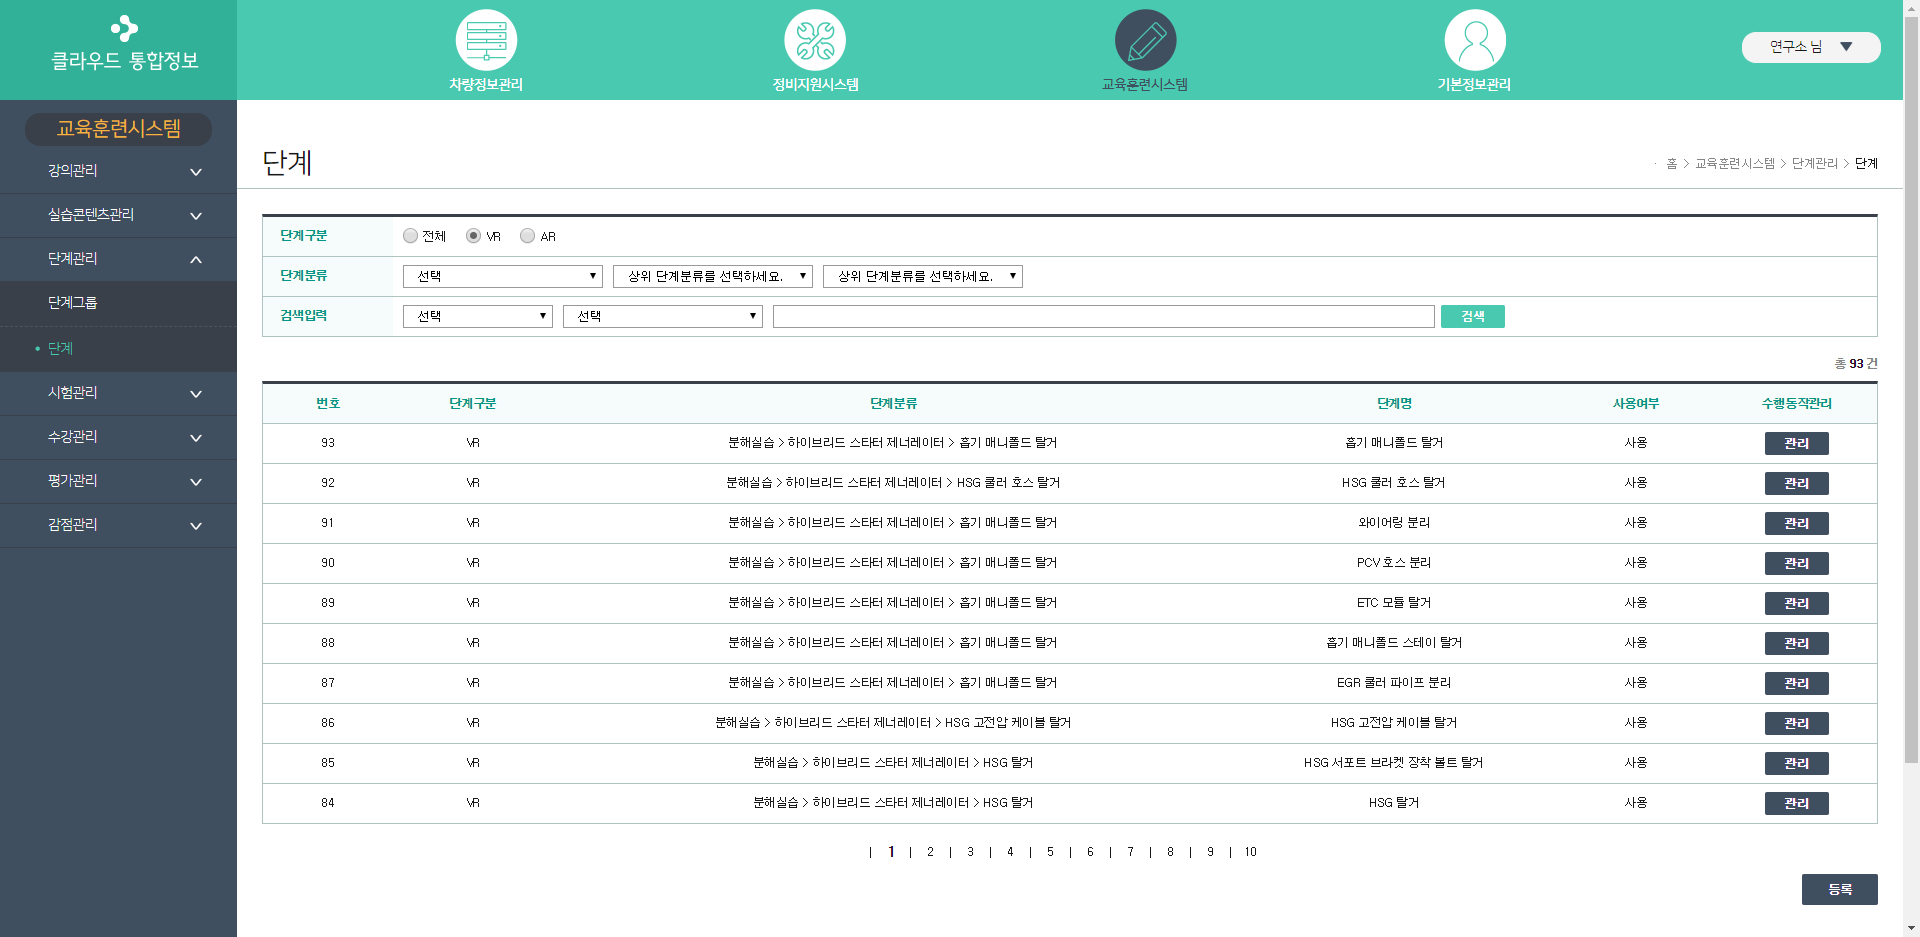 클라우드 통합정보
차량정보관리
정비지원시스템
교육훈련시스템
기본정보관리
연구소 님 ▼
교육훈련시스템
강의관리
실습콘텐츠관리
단계관리
단계그룹
• 단계
시험관리
수강관리
평가관리
감점관리
단계
· 홈 > 교육훈련시스템 > 단계관리 > 단계
단계구분 전체 VR AR
단계분류 선택 상위 단계분류를 선택하세요. 상위 단계분류를 선택하세요.
검색입력 선택 선택 검색
총 93 건
번호 단계구분 단계분류 단계명 사용여부 수행동작관리
93 VR 분해실습 > 하이브리드 스타터 제너레이터 > 흡기 매니폴드 탈거 흡기 매니폴드 탈거 사용 관리
92 VR 분해실습 > 하이브리드 스타터 제너레이터 > HSG 쿨러 호스 탈거 HSG 쿨러 호스 탈거 사용 관리
91 VR 분해실습 > 하이브리드 스타터 제너레이터 > 흡기 매니폴드 탈거 와이어링 분리 사용 관리
90 VR 분해실습 > 하이브리드 스타터 제너레이터 > 흡기 매니폴드 탈거 PCV 호스 분리 사용 관리
89 VR 분해실습 > 하이브리드 스타터 제너레이터 > 흡기 매니폴드 탈거 ETC 모듈 탈거 사용 관리
88 VR 분해실습 > 하이브리드 스타터 제너레이터 > 흡기 매니폴드 탈거 흡기 매니폴드 스테이 탈거 사용 관리
87 VR 분해실습 > 하이브리드 스타터 제너레이터 > 흡기 매니폴드 탈거 EGR 쿨러 파이프 분리 사용 관리
86 VR 분해실습 > 하이브리드 스타터 제너레이터 > HSG 고전압 케이블 탈거 HSG 고전압 케이블 탈거 사용 관리
85 VR 분해실습 > 하이브리드 스타터 제너레이터 > HSG 탈거 HSG 서포트 브라켓 장착 볼트 탈거 사용 관리
84 VR 분해실습 > 하이브리드 스타터 제너레이터 > HSG 탈거 HSG 탈거 사용 관리
| 1 | 2 | 3 | 4 | 5 | 6 | 7 | 8 | 9 | 10
등록